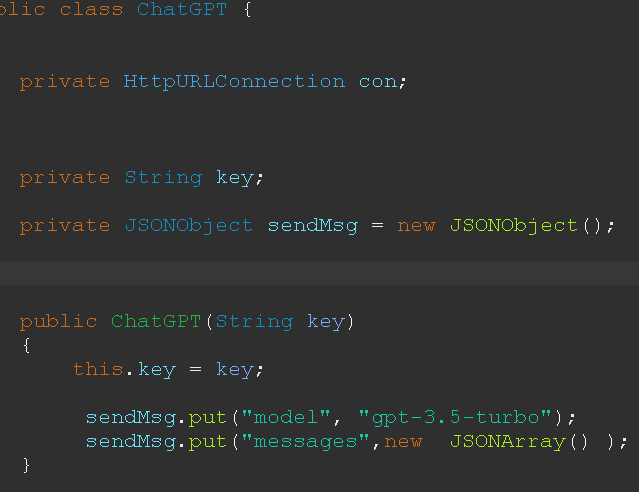 blic class ChatGPT {
private HttpURLConnection con;
private String key;
private JSONObject sendMsg = new JSONObject();
public ChatGPT(String key)
{
this.key = key;
sendMsg.put("model", "gpt-3.5-turbo");
sendMsg.put("messages",new  JSONArray() );
}